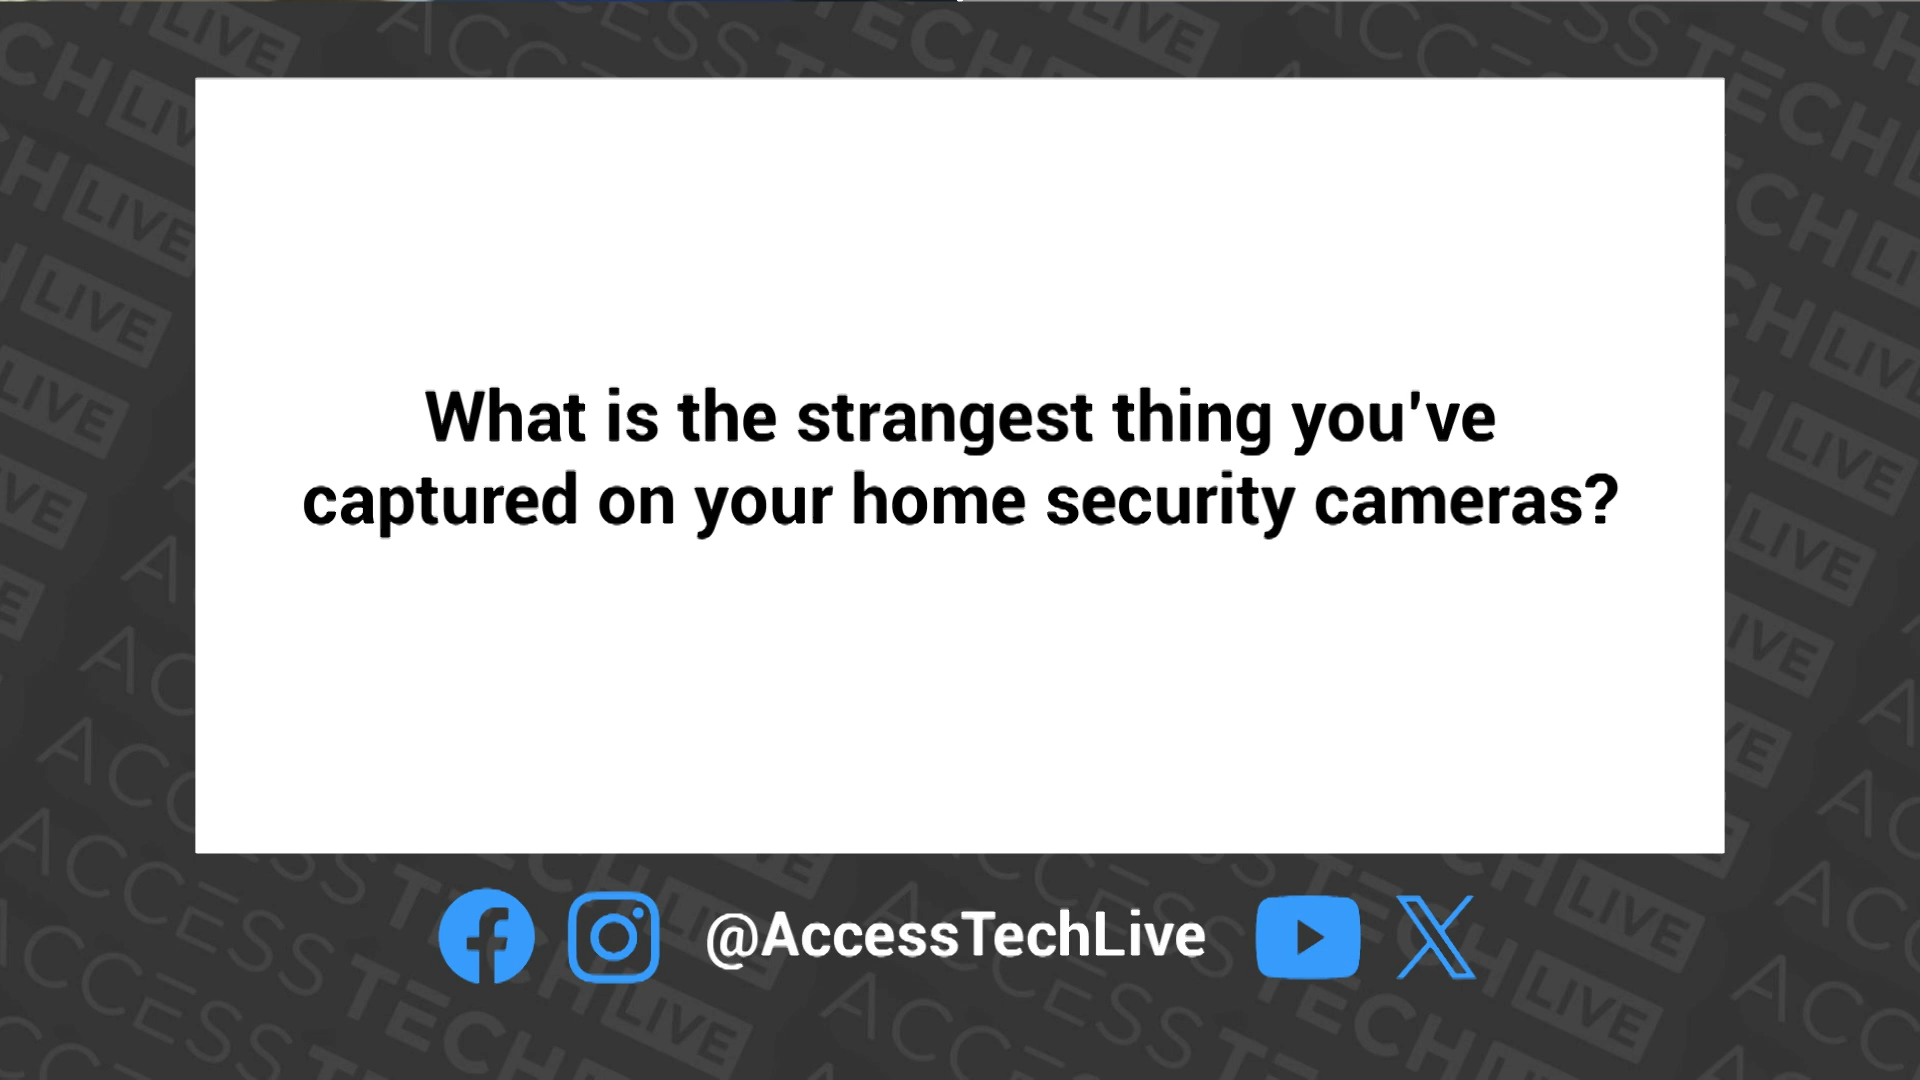 What is the strangest thing you've
captured on your home security cameras?
@AccessTechLive